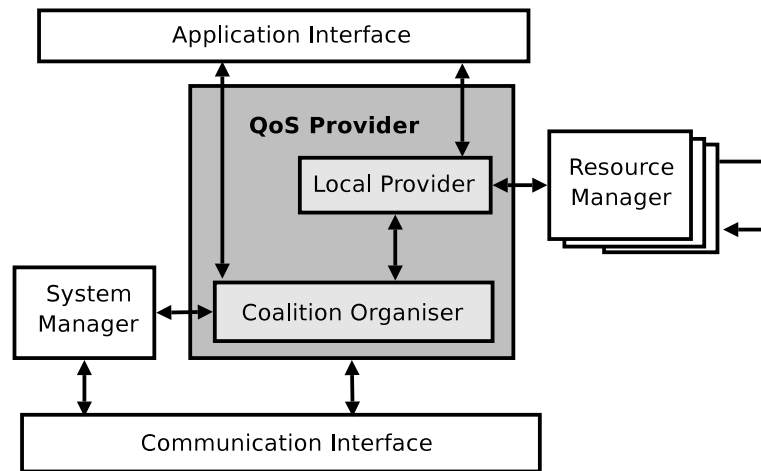 Application Interface
QoS Provider
Local Provider
Resource
Manager
System
Manager
Coalition Organiser
Communication Interface